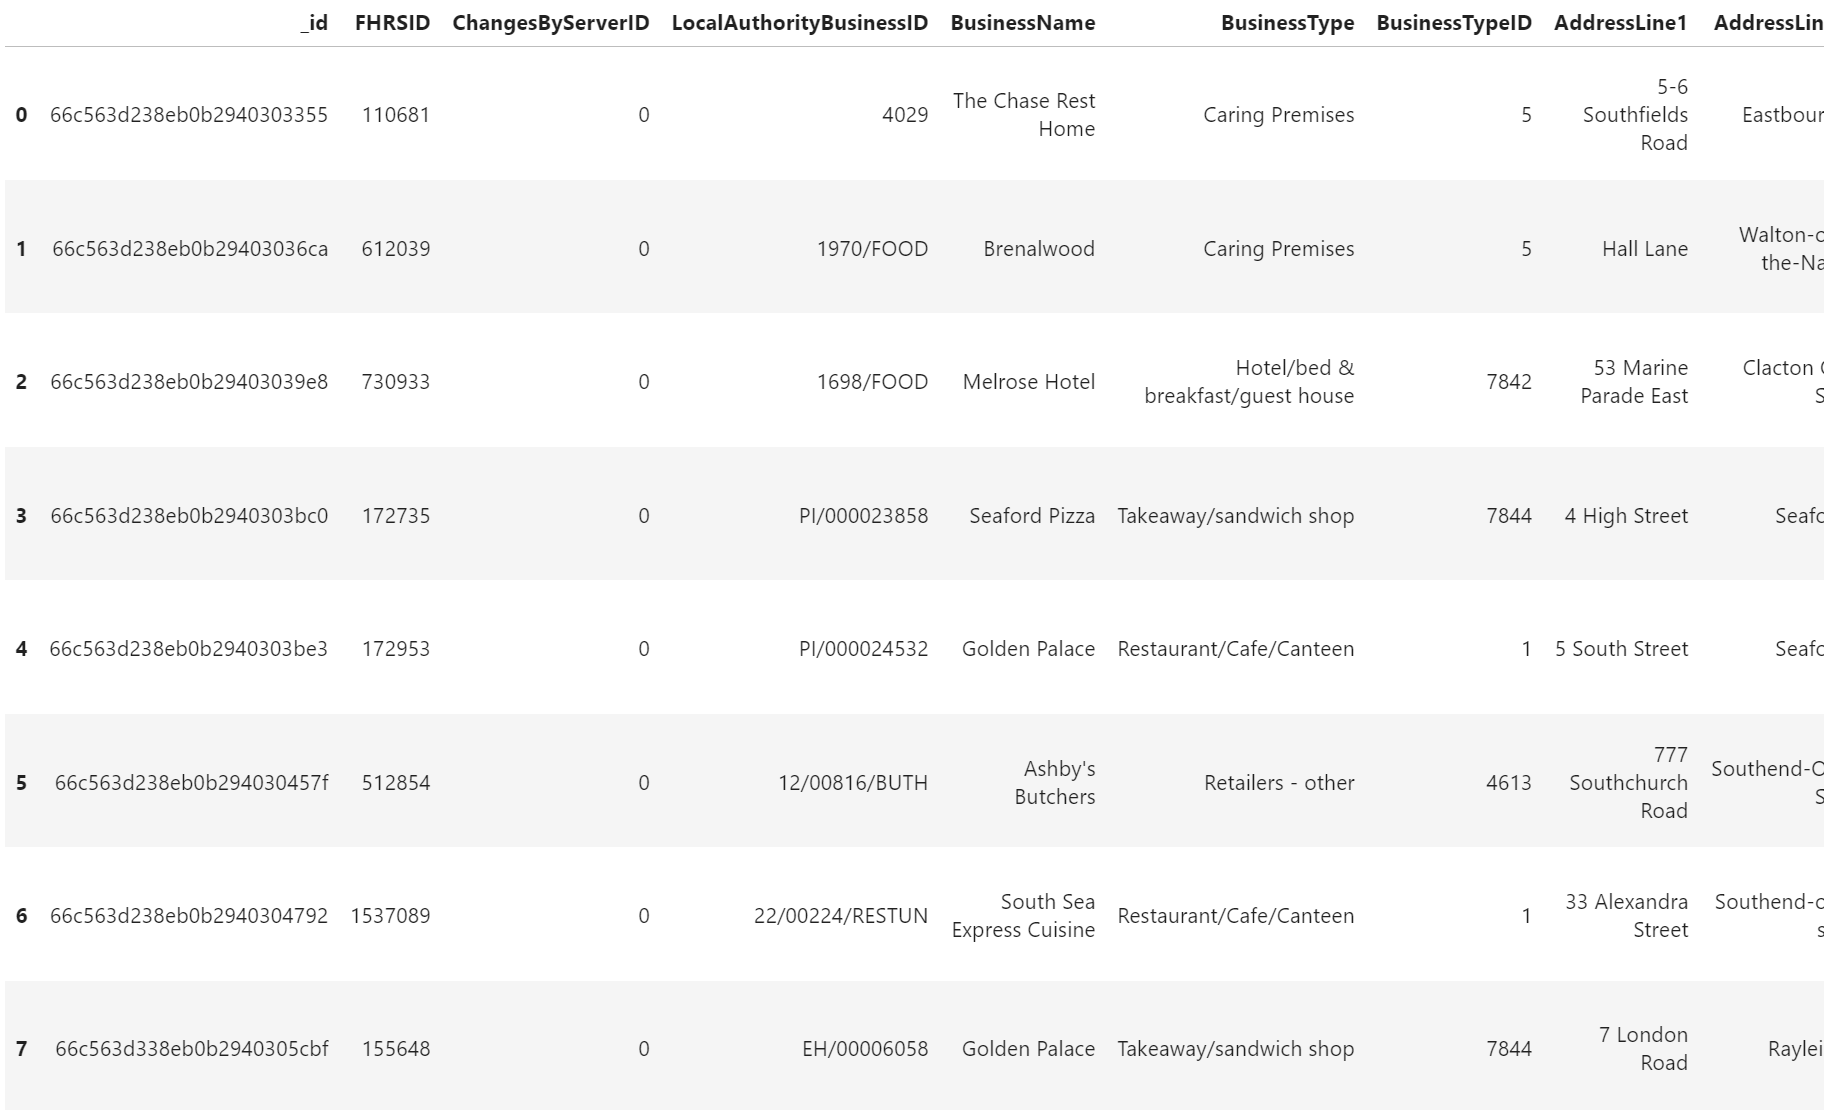 _id FHRSID ChangesByServerID LocalAuthorityBusinessID BusinessName BusinessType BusinessTypeID AddressLine1 AddressLin
0 66c563d238eb0b2940303355 110681 0 4029 The Chase Rest Home Caring Premises 5 5-6 Southfields Road Eastbour
1 66c563d238eb0b29403036ca 612039 0 1970/FOOD Brenalwood Caring Premises 5 Hall Lane Walton-o the-Na
2 66c563d238eb0b29403039e8 730933 0 1698/FOOD Melrose Hotel Hotel/bed & breakfast/guest house 7842 53 Marine Parade East Clacton O S
3 66c563d238eb0b2940303bc0 172735 0 PI/000023858 Seaford Pizza Takeaway/sandwich shop 7844 4 High Street Seafo
4 66c563d238eb0b2940303be3 172953 0 PI/000024532 Golden Palace Restaurant/Cafe/Canteen 1 5 South Street Seafo
5 66c563d238eb0b294030457f 512854 0 12/00816/BUTH Ashby's Butchers Retailers - other 4613 777 Southchurch Road Southend-O S
6 66c563d238eb0b2940304792 1537089 0 22/00224/RESTUN South Sea Express Cuisine Restaurant/Cafe/Canteen 1 33 Alexandra Street Southend-o s
7 66c563d338eb0b2940305cbf 155648 0 EH/00006058 Golden Palace Takeaway/sandwich shop 7844 7 London Road Raylei